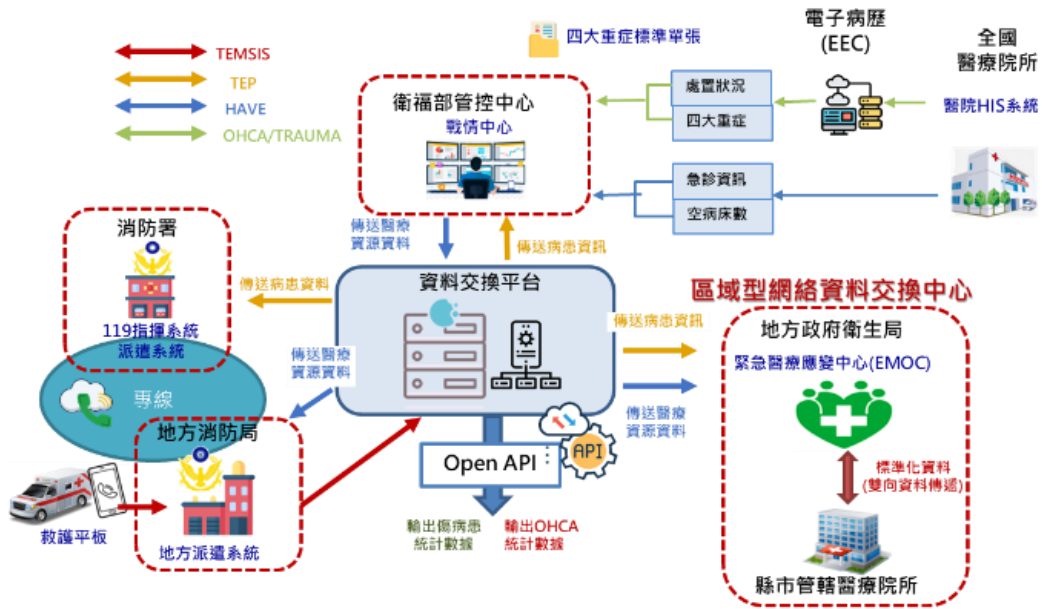 TEMSIS
TEP
HAVE
OHCA/TRAUMA
四大重症標準單張
電子病歷
(EEC)
全國
醫療院所
醫院HIS系統
處置狀況
四大重症
急診資訊
空病床數
衛福部管控中心
戰情中心
傳送醫療
資源資料
傳送病患資訊
消防署
119指揮系統
派遣系統
傳送病患資料
資料交換平台
傳送醫療
資源資料
專線
地方消防局
地方派遣系統
救護平板
Open API
API
輸出傷病患
統計數據
輸出OHCA
統計數據
區域型網絡資料交換中心
傳送病患資訊
傳送醫療
資源資料
地方政府衛生局
緊急醫療應變中心(EMOC)
標準化資料
(雙向資料傳遞)
縣市管轄醫療院所